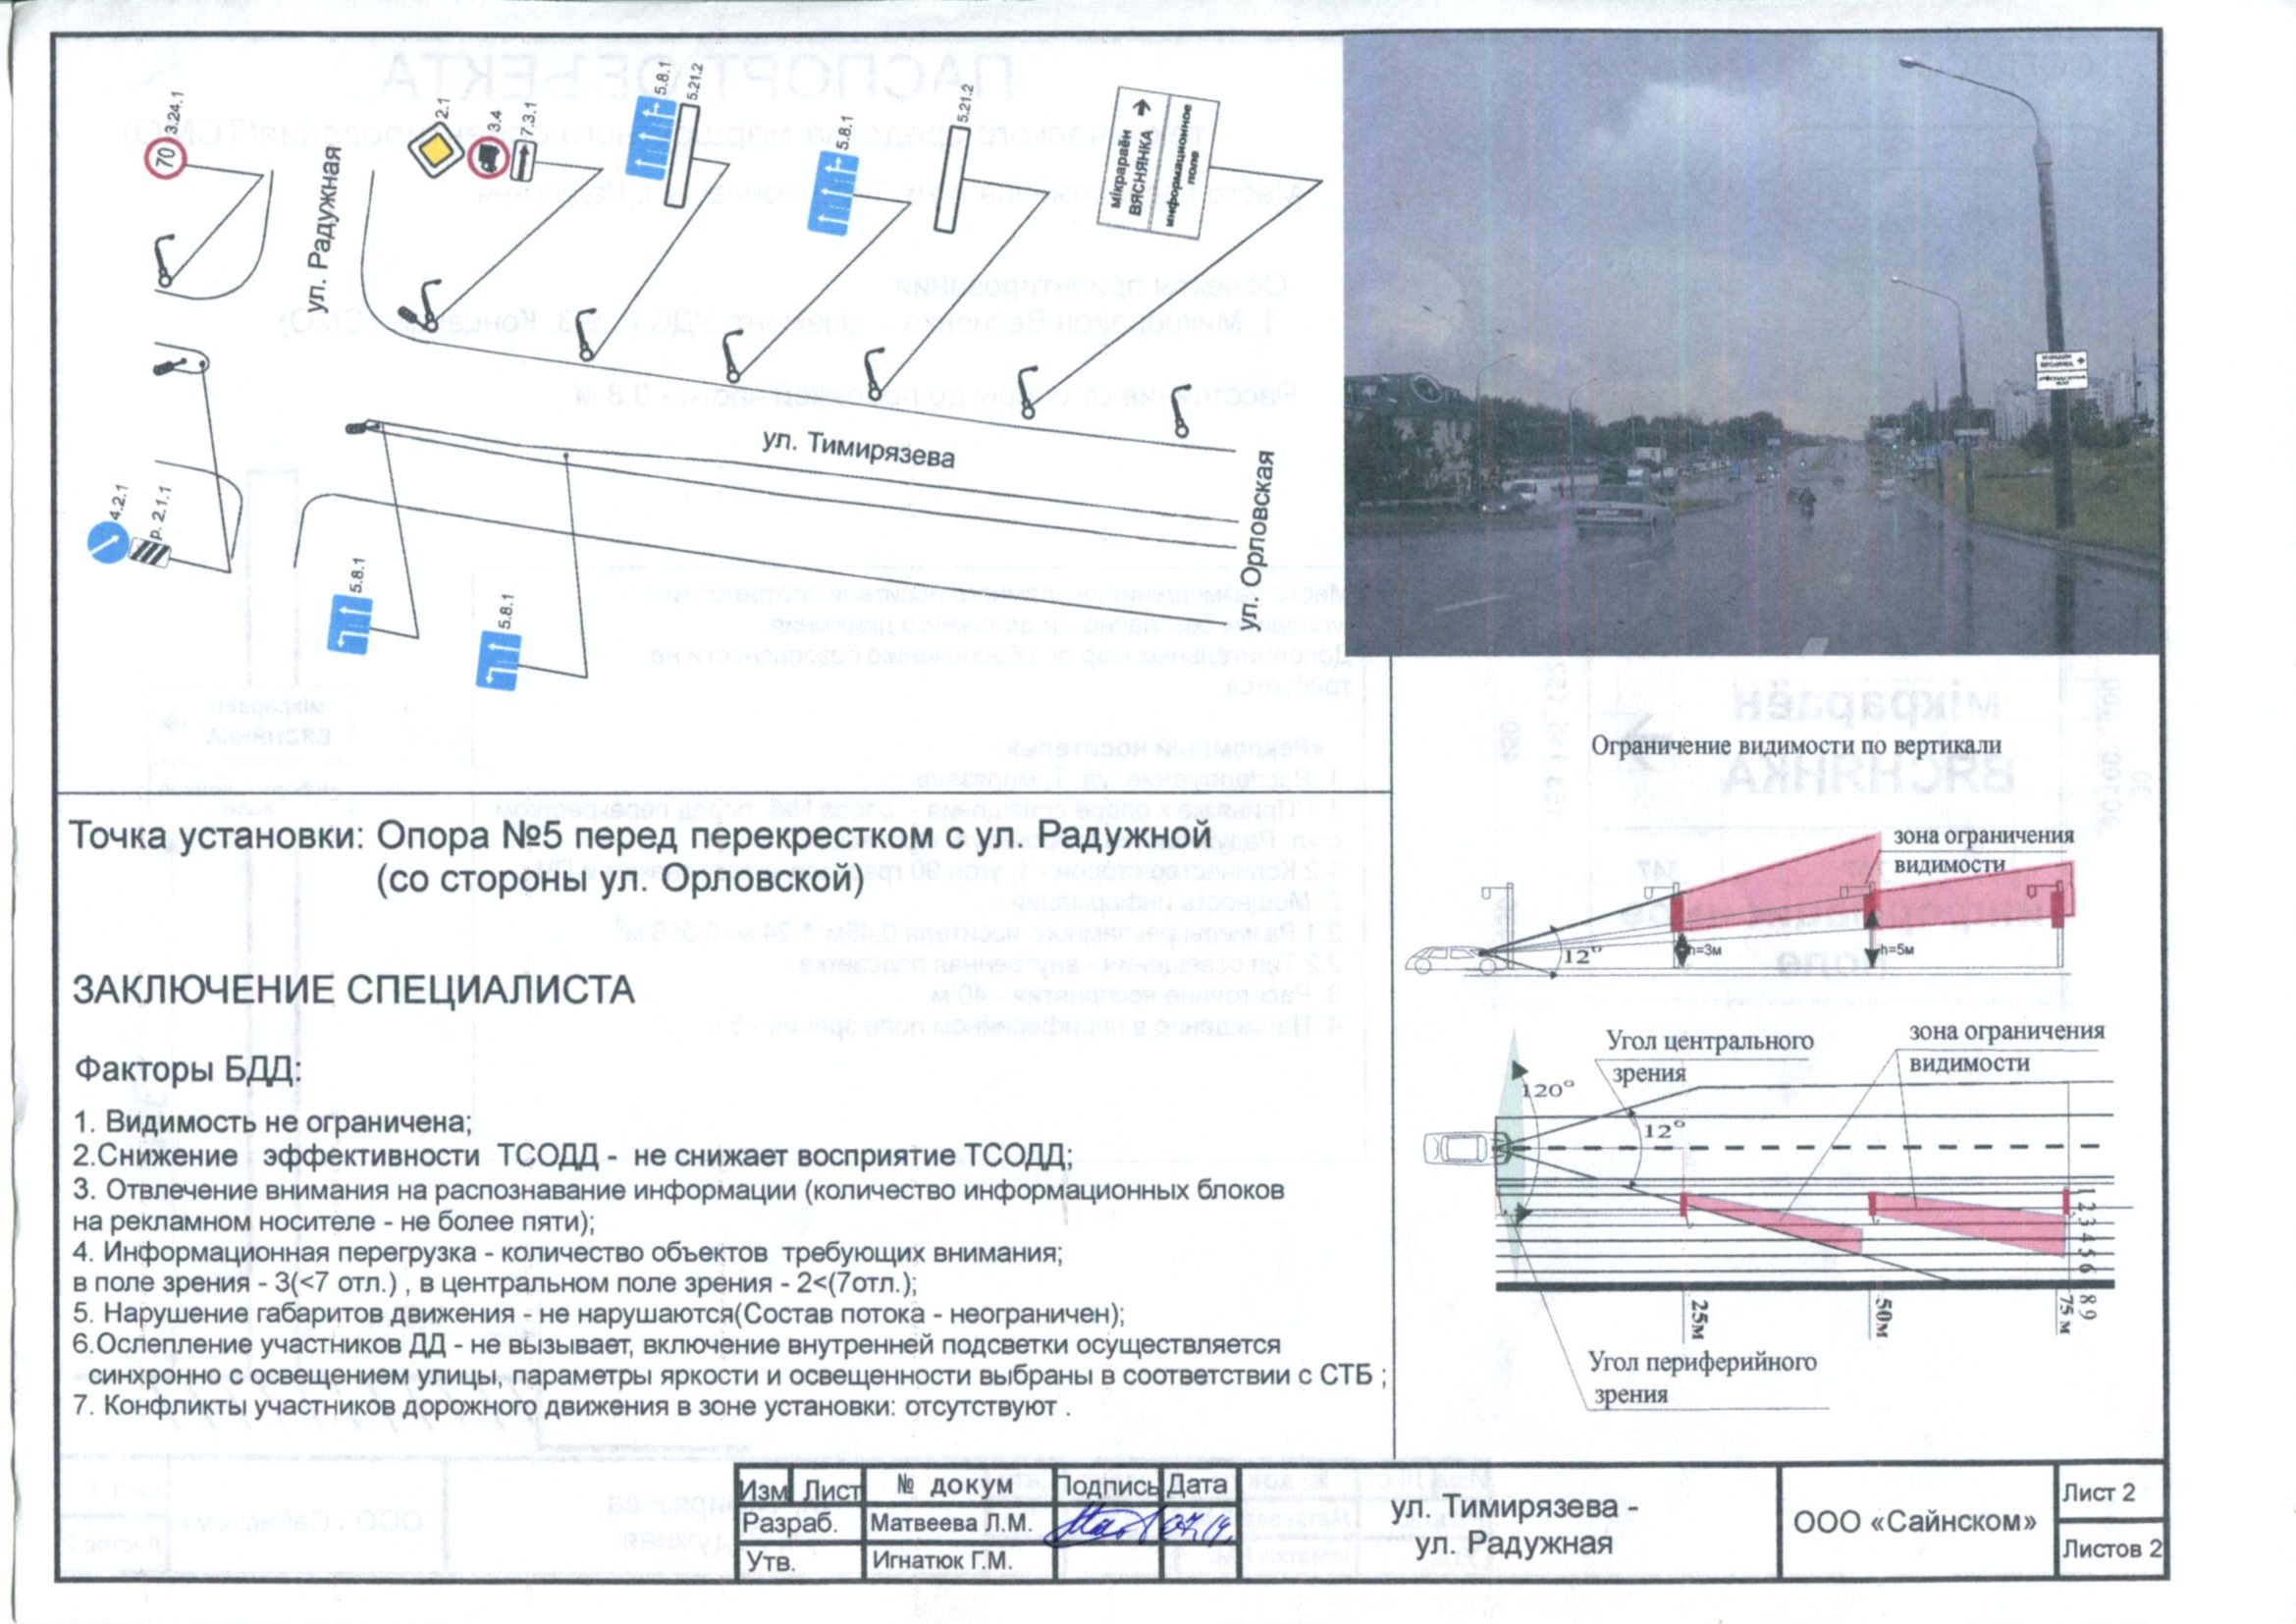 3.24.1
70
ул. Радужная
2.1
3.4
7.3.1
5.8.1
5.21.2
5.8.1
5.21.2
мікрараён
ВЯСНЯНКА
информационное
поле
ул. Тимирязева
ул. Орловская
4.2.1
р. 2.1.1
5.8.1
5.8.1
Точка установки: Опора №5 перед перекрестком с ул. Радужной
(со стороны ул. Орловской)
ЗАКЛЮЧЕНИЕ СПЕЦИАЛИСТА
Факторы БДД:
1. Видимость не ограничена;
2.Снижение эффективности ТСОДД - не снижает восприятие ТСОДД;
3. Отвлечение внимания на распознавание информации (количество информационных блоков
на рекламном носителе - не более пяти);
4. Информационная перегрузка - количество объектов требующих внимания;
в поле зрения - 3(<7 отл.) , в центральном поле зрения - 2<(7отл.);
5. Нарушение габаритов движения - не нарушаются(Состав потока - неограничен);
6.Ослепление участников ДД - не вызывает, включение внутренней подсветки осуществляется
синхронно с освещением улицы, параметры яркости и освещенности выбраны в соответствии с СТБ ;
7. Конфликты участников дорожного движения в зоне установки: отсутствуют .
Ограничение видимости по вертикали
зона ограничения
видимости
12°
h=3м
h=5м
Угол центрального
зрения
зона ограничения
видимости
120°
12°
1 2 3 4 5 6 8 9
25м
50м
75 м
Угол периферийного
зрения
Изм Лист № докум Подпись Дата
Разраб. Матвеева Л.М.
Утв. Игнатюк Г.М.
ул. Тимирязева -
ул. Радужная
ООО «Сайнском»
Лист 2
Листов 2